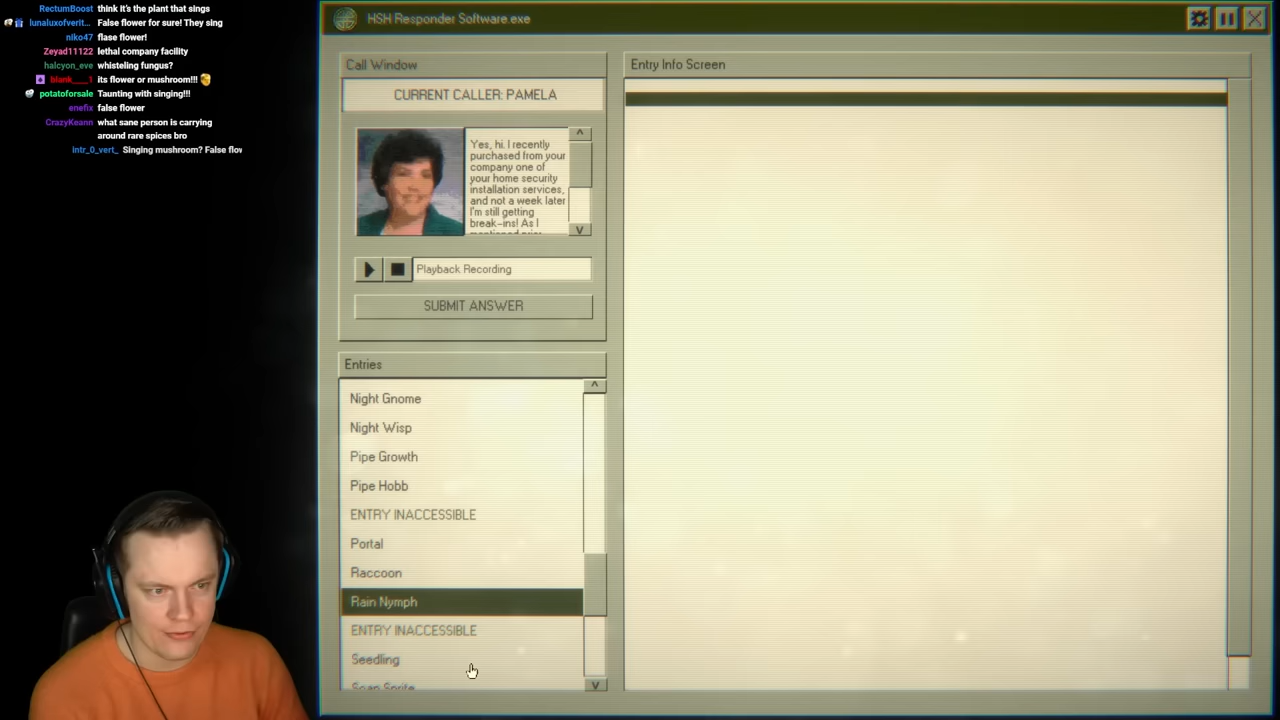 RectumBoost think it's the plant that sings
lunaluxofverit... False flower for sure! They sing
niko47 flase flower!
Zeyad11122 lethal company facility
halcyon_eve whisteling fungus?
blank____1 its flower or mushroom!!!
potatoforsale Taunting with singing!!!
enefix false flower
CrazyKeann what sane person is carrying
around rare spices bro
intr_0_vert_ Singing mushroom? False flov
HSH Responder Software.exe
Call Window
CURRENT CALLER: PAMELA
Yes, hi. I recently
purchased from your
company one of
your home security
installation services,
and not a week later
I'm still getting
break-ins! As I
mentioned prior
Playback Recording
SUBMIT ANSWER
Entries
Night Gnome
Night Wisp
Pipe Growth
Pipe Hobb
ENTRY INACCESSIBLE
Portal
Raccoon
Rain Nymph
ENTRY INACCESSIBLE
Seedling
Soap Sprite
Entry Info Screen